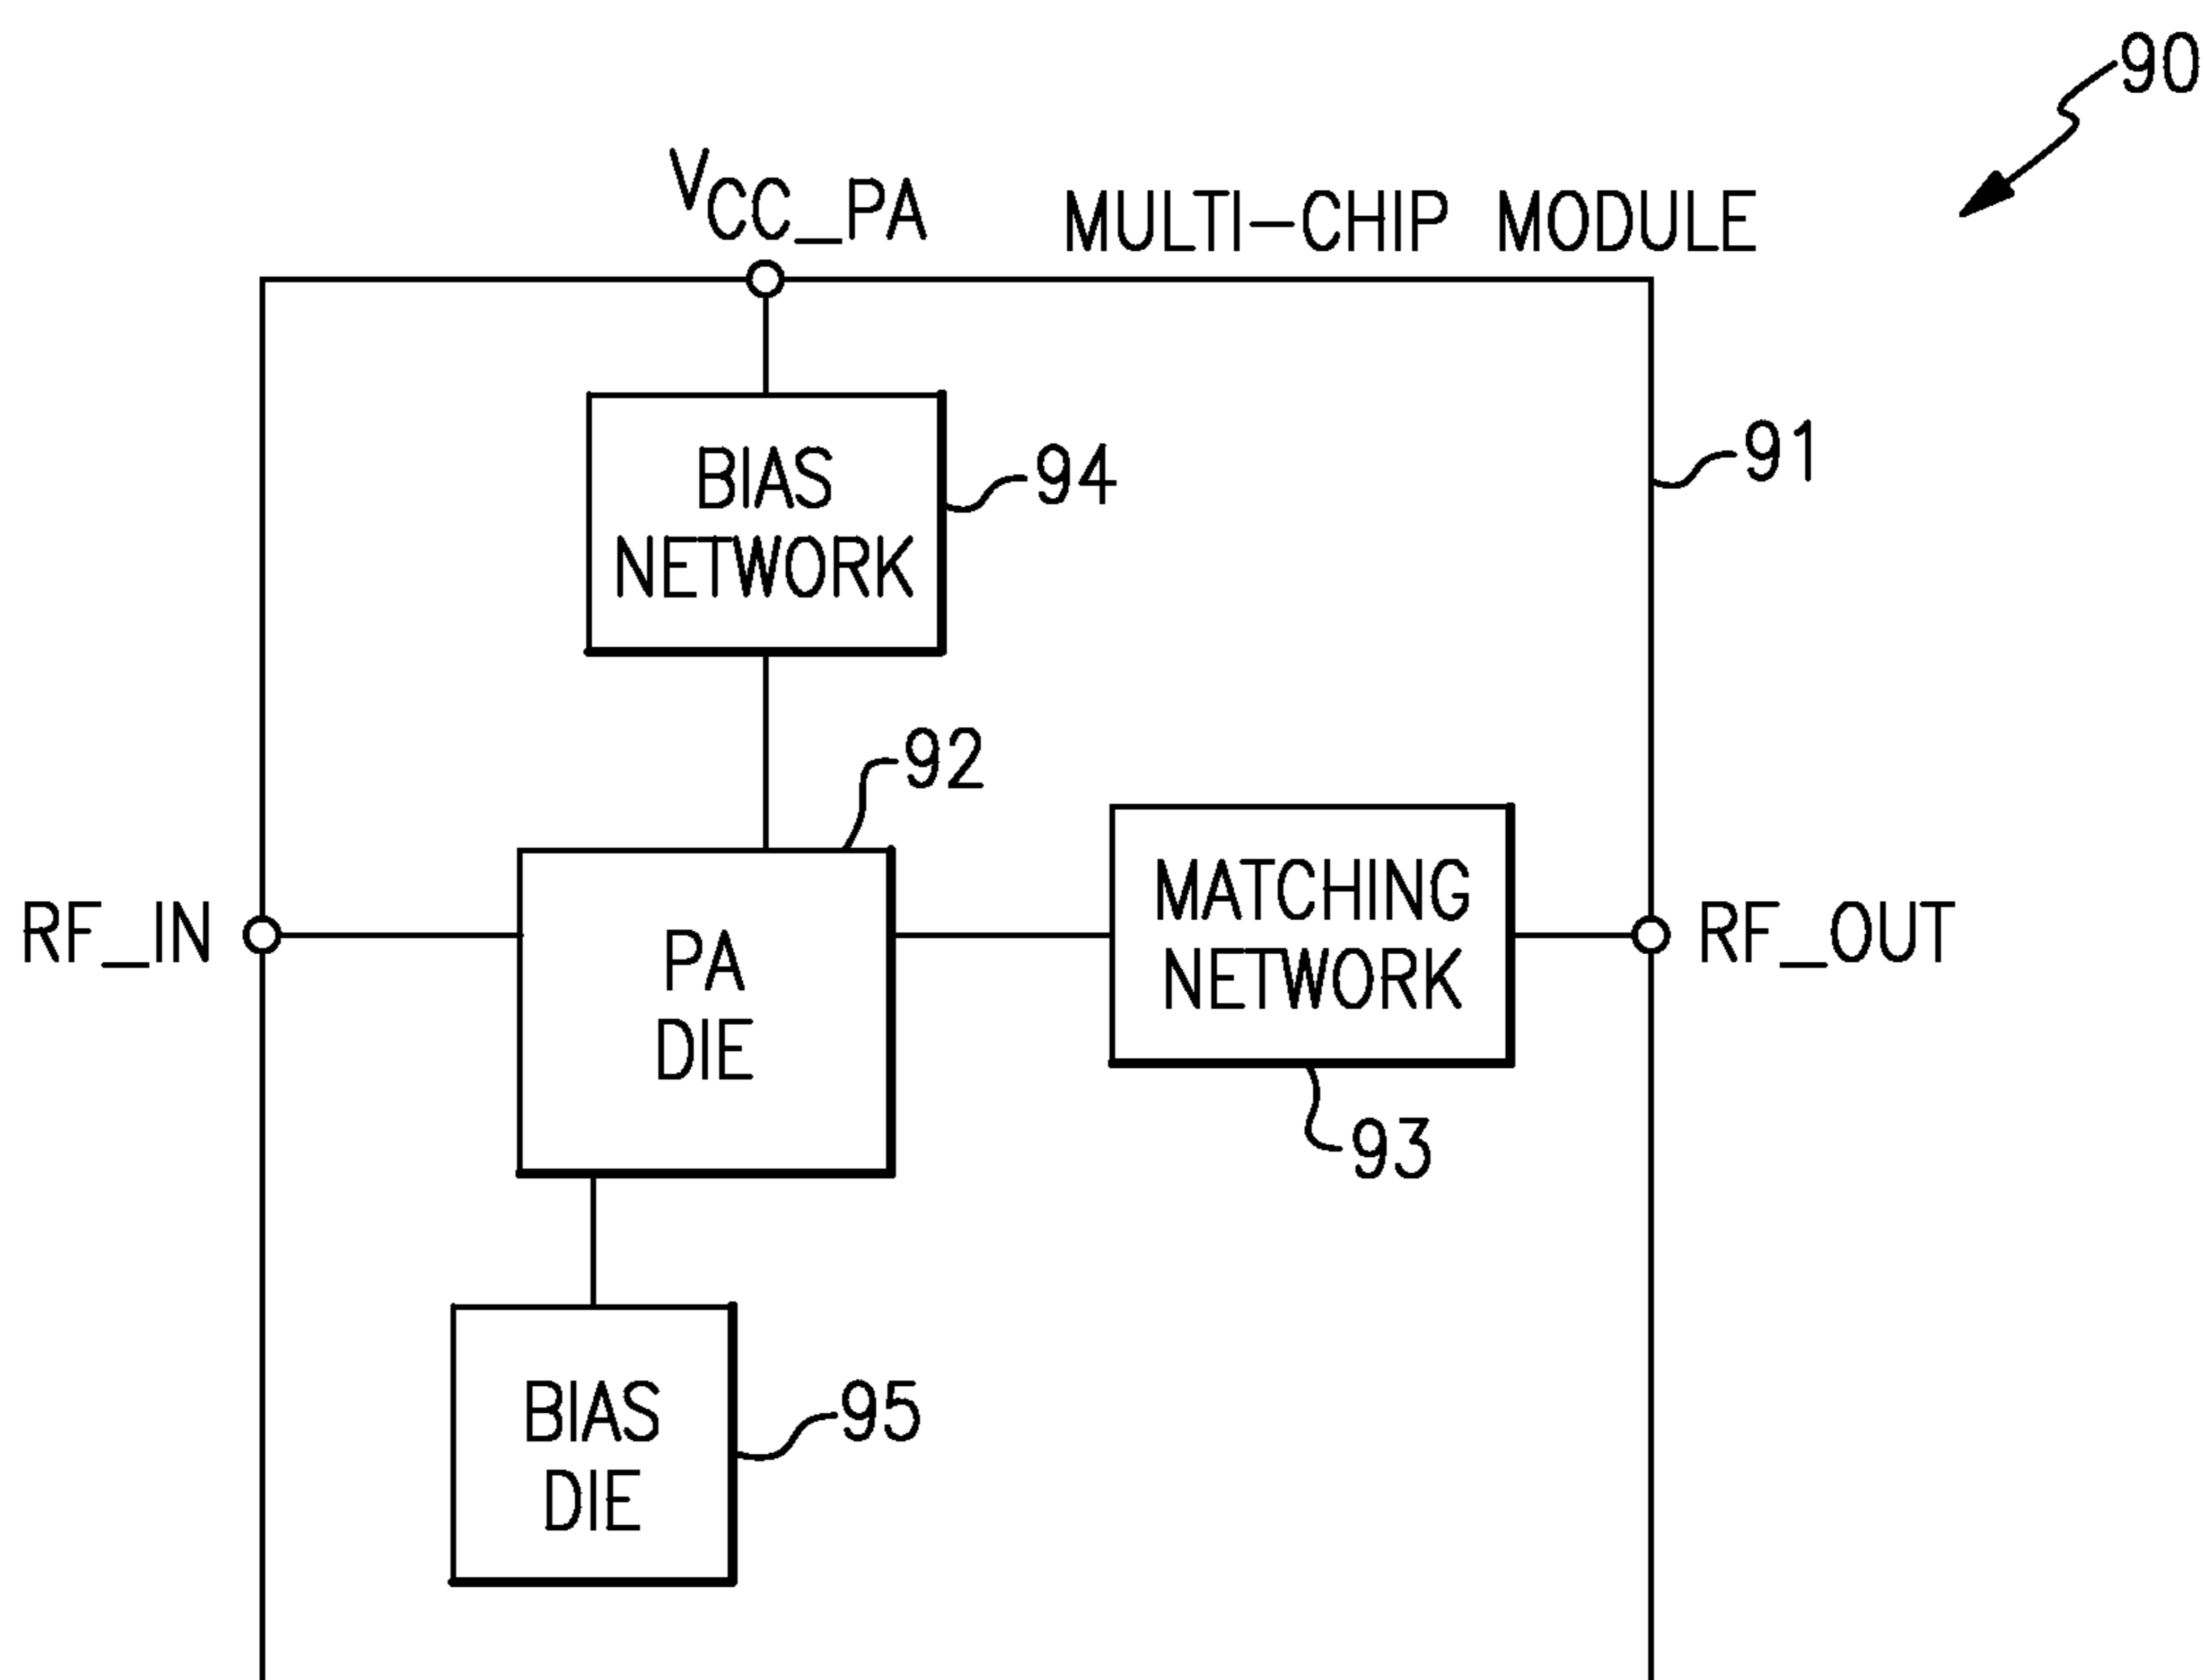 90
VCC_PA
MULTI-CHIP MODULE
BIAS
NETWORK
94
91
92
RF_IN
PA
DIE
MATCHING
NETWORK
RF_OUT
93
BIAS
DIE
95